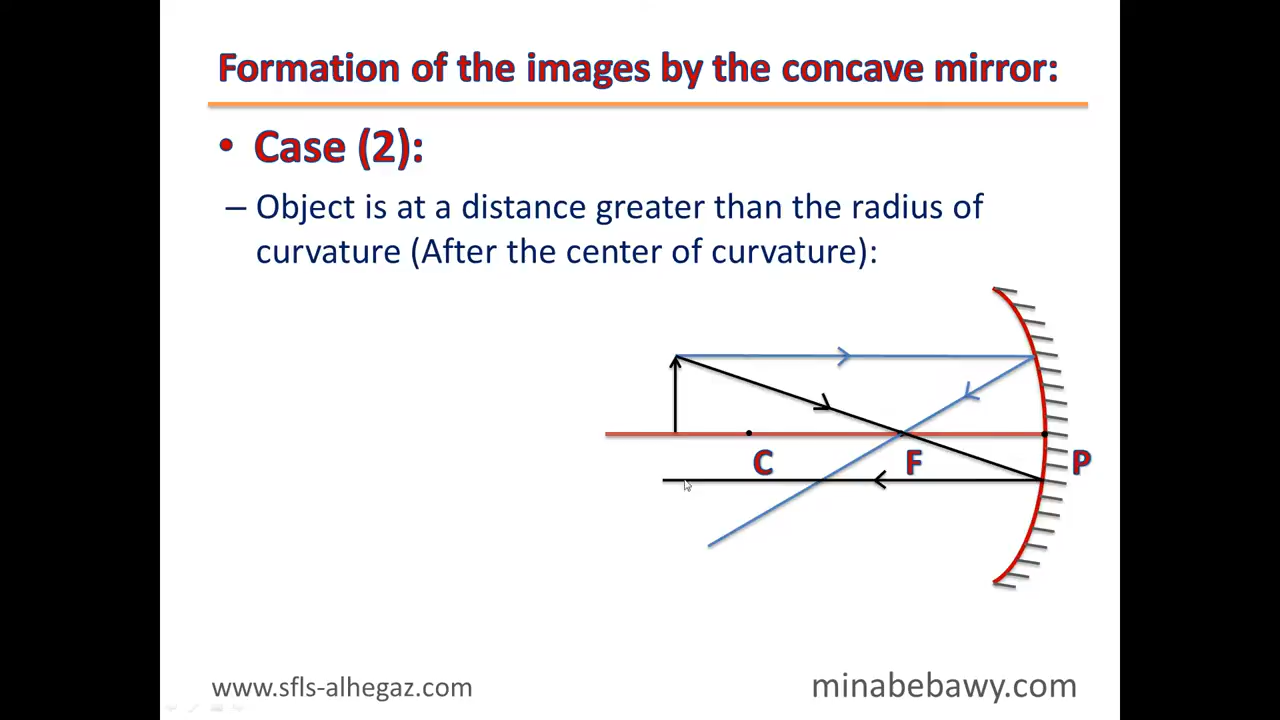 Formation of the images by the concave mirror:
• Case (2):
– Object is at a distance greater than the radius of
curvature (After the center of curvature):
C F P
www.sfls-alhegaz.com
minabebawy.com